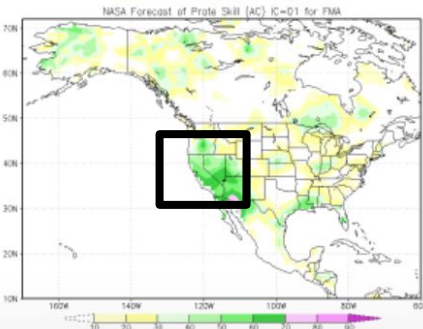 NASA Forecast of Prate Skill (AC) IC=01 for FMA
70N
60N
50N
40N
30N
20N
10N
160W 140W 120W 100W 80W 60
10 20 30 40 50 60 70 80 90